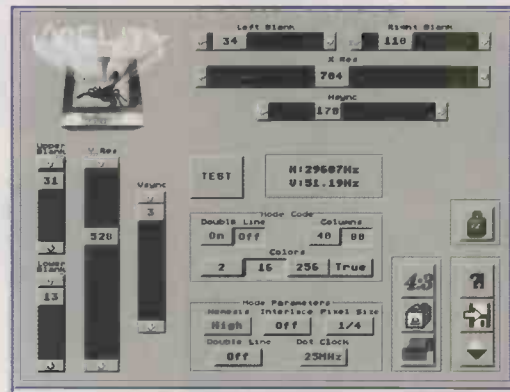 Left Blank Right Blank
34 110
X Res
704
Hsync
178
Upper Blank V Res
31
Vsync
3
528
Lower Blank
13
TEST
H:29607Hz
V:51.19Hz
Mode Code
Double Line Columns
On Off 40 80
Colors
2 16 256 True
Mode Parameters
Nemesis Interlace Pixel Size
High Off 1/4
Double Line Dot Clock
Off 25MHz
4:3
?